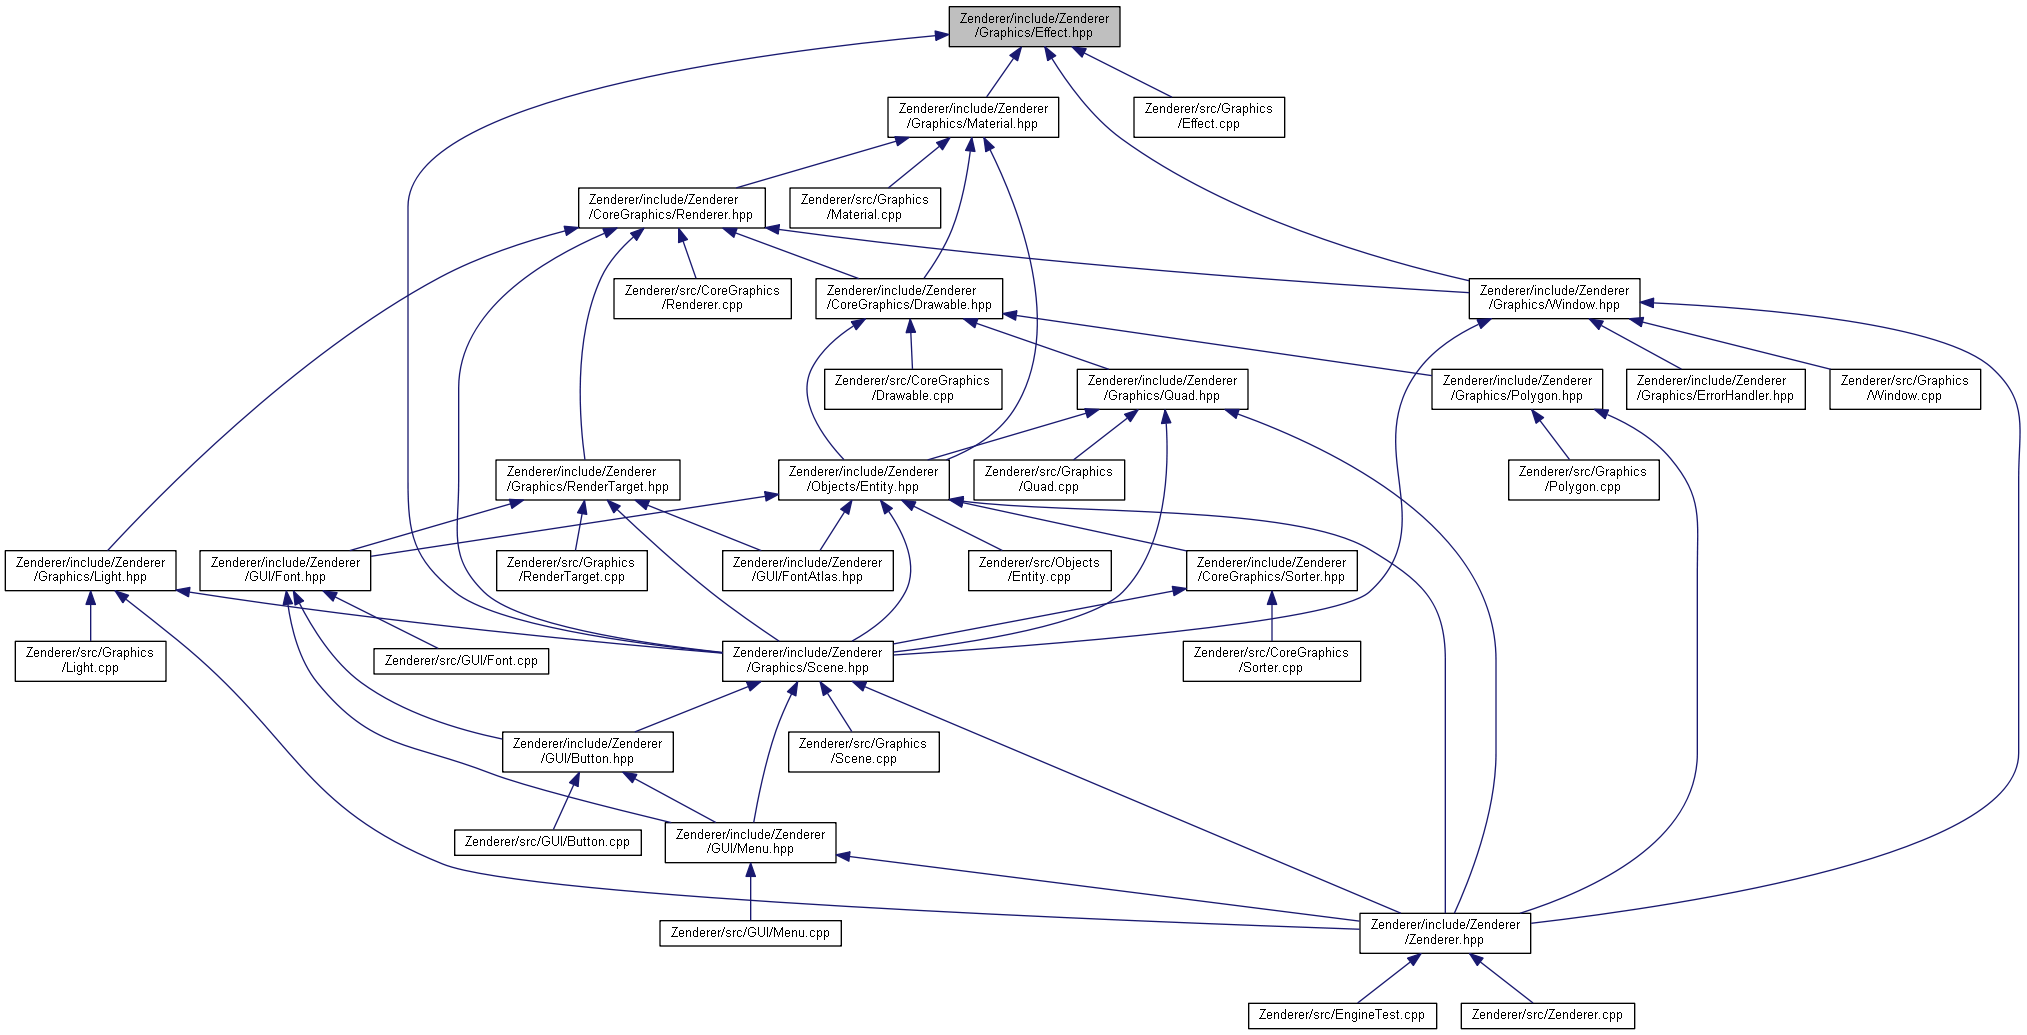 Zenderer/include/Zenderer
/Graphics/Effect.hpp
Zenderer/include/Zenderer
/Graphics/Material.hpp
Zenderer/src/Graphics
/Effect.cpp
Zenderer/include/Zenderer
/CoreGraphics/Renderer.hpp
Zenderer/src/Graphics
/Material.cpp
Zenderer/src/CoreGraphics
/Renderer.cpp
Zenderer/include/Zenderer
/CoreGraphics/Drawable.hpp
Zenderer/include/Zenderer
/Graphics/Window.hpp
Zenderer/src/CoreGraphics
/Drawable.cpp
Zenderer/include/Zenderer
/Graphics/Quad.hpp
Zenderer/include/Zenderer
/Graphics/Polygon.hpp
Zenderer/include/Zenderer
/Graphics/ErrorHandler.hpp
Zenderer/src/Graphics
/Window.cpp
Zenderer/include/Zenderer
/Graphics/RenderTarget.hpp
Zenderer/include/Zenderer
/Objects/Entity.hpp
Zenderer/src/Graphics
/Quad.cpp
Zenderer/src/Graphics
/Polygon.cpp
Zenderer/include/Zenderer
/Graphics/Light.hpp
Zenderer/include/Zenderer
/GUI/Font.hpp
Zenderer/src/Graphics
/RenderTarget.cpp
Zenderer/include/Zenderer
/GUI/FontAtlas.hpp
Zenderer/src/Objects
/Entity.cpp
Zenderer/include/Zenderer
/CoreGraphics/Sorter.hpp
Zenderer/src/Graphics
/Light.cpp
Zenderer/src/GUI/Font.cpp
Zenderer/include/Zenderer
/Graphics/Scene.hpp
Zenderer/src/CoreGraphics
/Sorter.cpp
Zenderer/include/Zenderer
/GUI/Button.hpp
Zenderer/src/Graphics
/Scene.cpp
Zenderer/src/GUI/Button.cpp
Zenderer/include/Zenderer
/GUI/Menu.hpp
Zenderer/src/GUI/Menu.cpp
Zenderer/include/Zenderer
/Zenderer.hpp
Zenderer/src/EngineTest.cpp
Zenderer/src/Zenderer.cpp